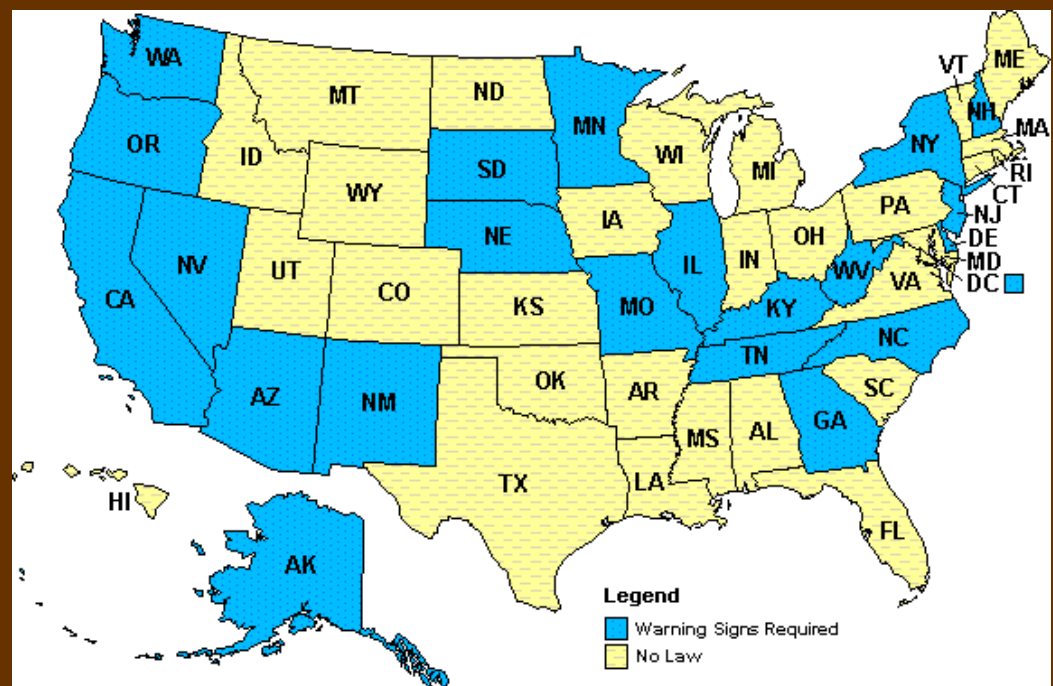 WA
MT
ND
MN
VT
ME
NH
OR
ID
WY
SD
WI
MI
NY
MA
RI
CT
NV
UT
CO
NE
IA
IL
IN
OH
PA
NJ
DE
MD
DC
CA
KS
MO
KY
WV
VA
AZ
NM
OK
AR
TN
NC
SC
TX
LA
MS
AL
GA
FL
HI
AK
Legend
Warning Signs Required
No Law